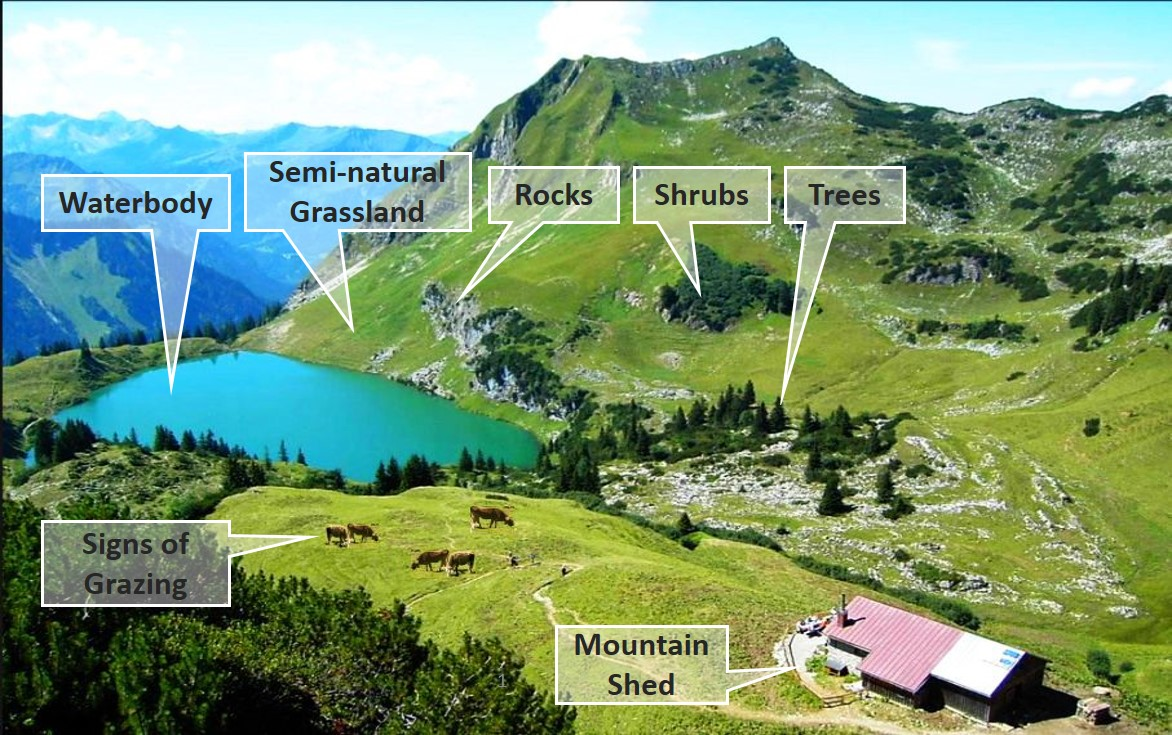 Waterbody
Semi-natural
Grassland
Rocks
Shrubs
Trees
Signs of
Grazing
Mountain
Shed